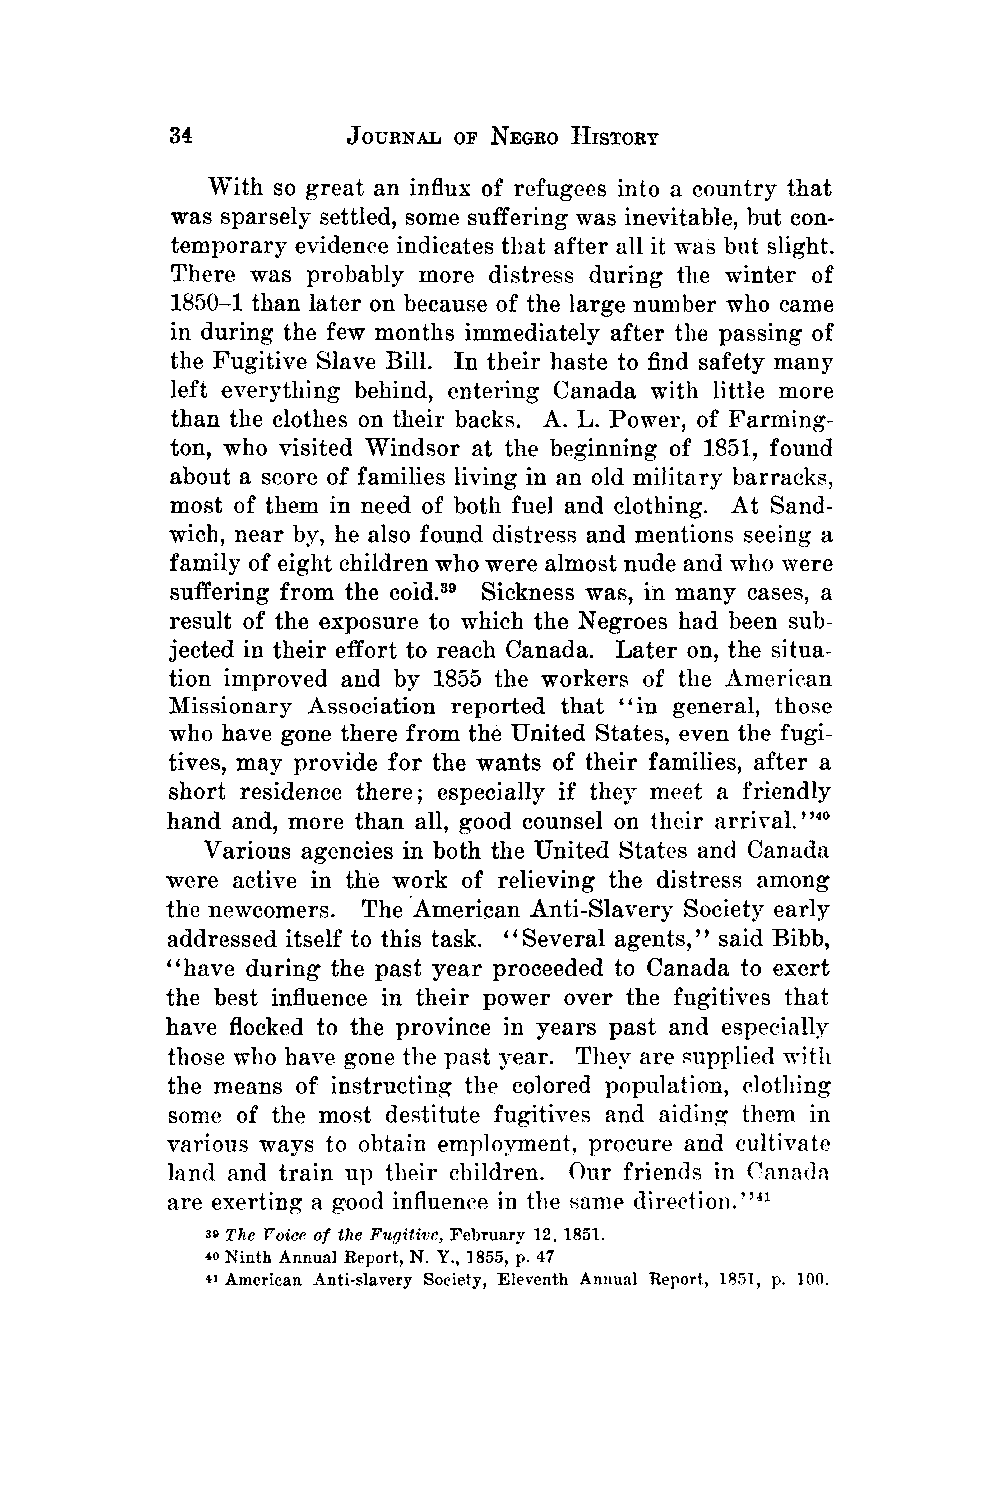 34 JOURNAL OF NEGRO HISTORY
With so great an influx of refugees into a country that
was sparsely settled, some suffering was inevitable, but con-
temporary evidence indicates that after all it was but slight.
There was probably more distress during the winter of
1850–1 than later on because of the large number who came
in during the few months immediately after the passing of
the Fugitive Slave Bill. In their haste to find safety many
left everything behind, entering Canada with little more
than the clothes on their backs. A. L. Power, of Farming-
ton, who visited Windsor at the beginning of 1851, found
about a score of families living in an old military barracks,
most of them in need of both fuel and clothing. At Sand-
wich, near by, he also found distress and mentions seeing a
family of eight children who were almost nude and who were
suffering from the cold.³⁹ Sickness was, in many cases, a
result of the exposure to which the Negroes had been sub-
jected in their effort to reach Canada. Later on, the situa-
tion improved and by 1855 the workers of the American
Missionary Association reported that "in general, those
who have gone there from the United States, even the fugi-
tives, may provide for the wants of their families, after a
short residence there; especially if they meet a friendly
hand and, more than all, good counsel on their arrival."⁴⁰
Various agencies in both the United States and Canada
were active in the work of relieving the distress among
the newcomers. The American Anti-Slavery Society early
addressed itself to this task. "Several agents," said Bibb,
"have during the past year proceeded to Canada to exert
the best influence in their power over the fugitives that
have flocked to the province in years past and especially
those who have gone the past year. They are supplied with
the means of instructing the colored population, clothing
some of the most destitute fugitives and aiding them in
various ways to obtain employment, procure and cultivate
land and train up their children. Our friends in Canada
are exerting a good influence in the same direction."⁴¹
³⁹ The Voice of the Fugitive, February 12, 1851.
⁴⁰ Ninth Annual Report, N. Y., 1855, p. 47
⁴¹ American Anti-slavery Society, Eleventh Annual Report, 1851, p. 100.